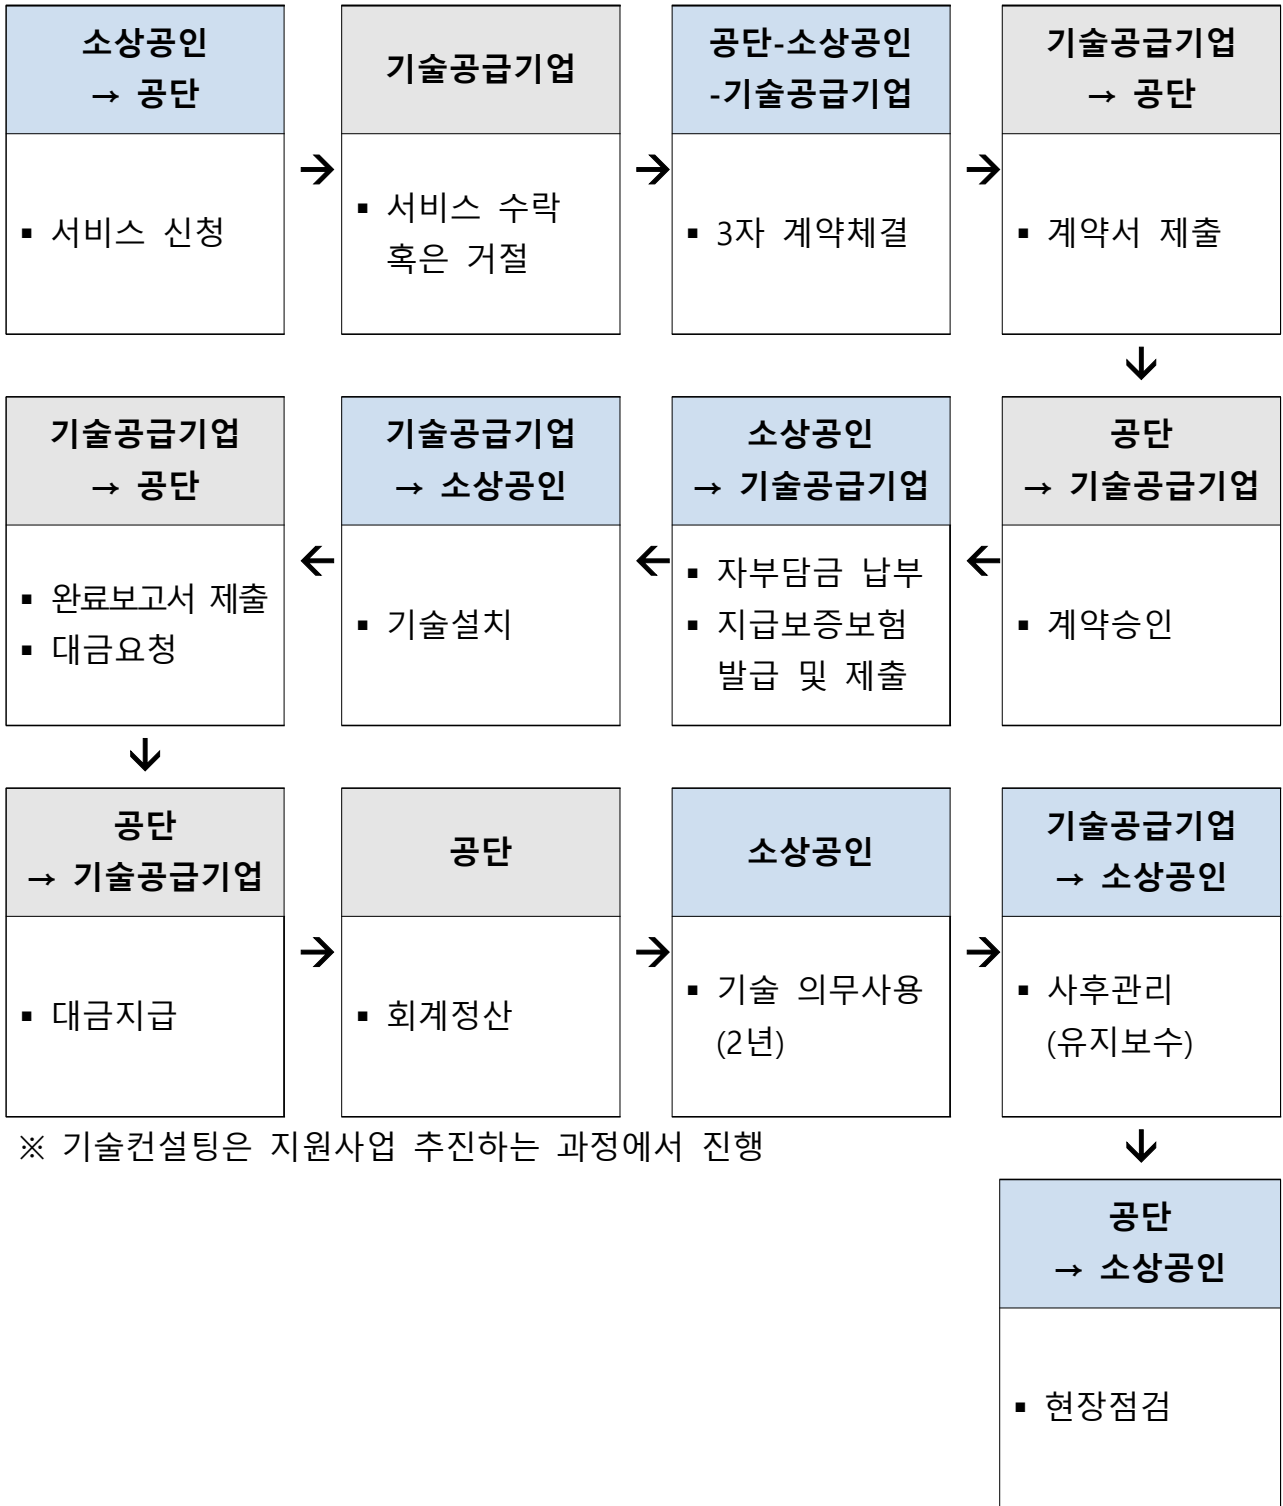 소상공인
→ 공단
▪ 서비스 신청
기술공급기업
▪ 서비스 수락
혹은 거절
공단-소상공인
-기술공급기업
▪ 3자 계약체결
기술공급기업
→ 공단
▪ 계약서 제출
공단
→ 기술공급기업
▪ 계약승인
소상공인
→ 기술공급기업
▪ 자부담금 납부
▪ 지급보증보험
발급 및 제출
기술공급기업
→ 소상공인
▪ 기술설치
기술공급기업
→ 공단
▪ 완료보고서 제출
▪ 대금요청
공단
→ 기술공급기업
▪ 대금지급
공단
▪ 회계정산
소상공인
▪ 기술 의무사용
(2년)
기술공급기업
→ 소상공인
▪ 사후관리
(유지보수)
※ 기술컨설팅은 지원사업 추진하는 과정에서 진행
공단
→ 소상공인
▪ 현장점검